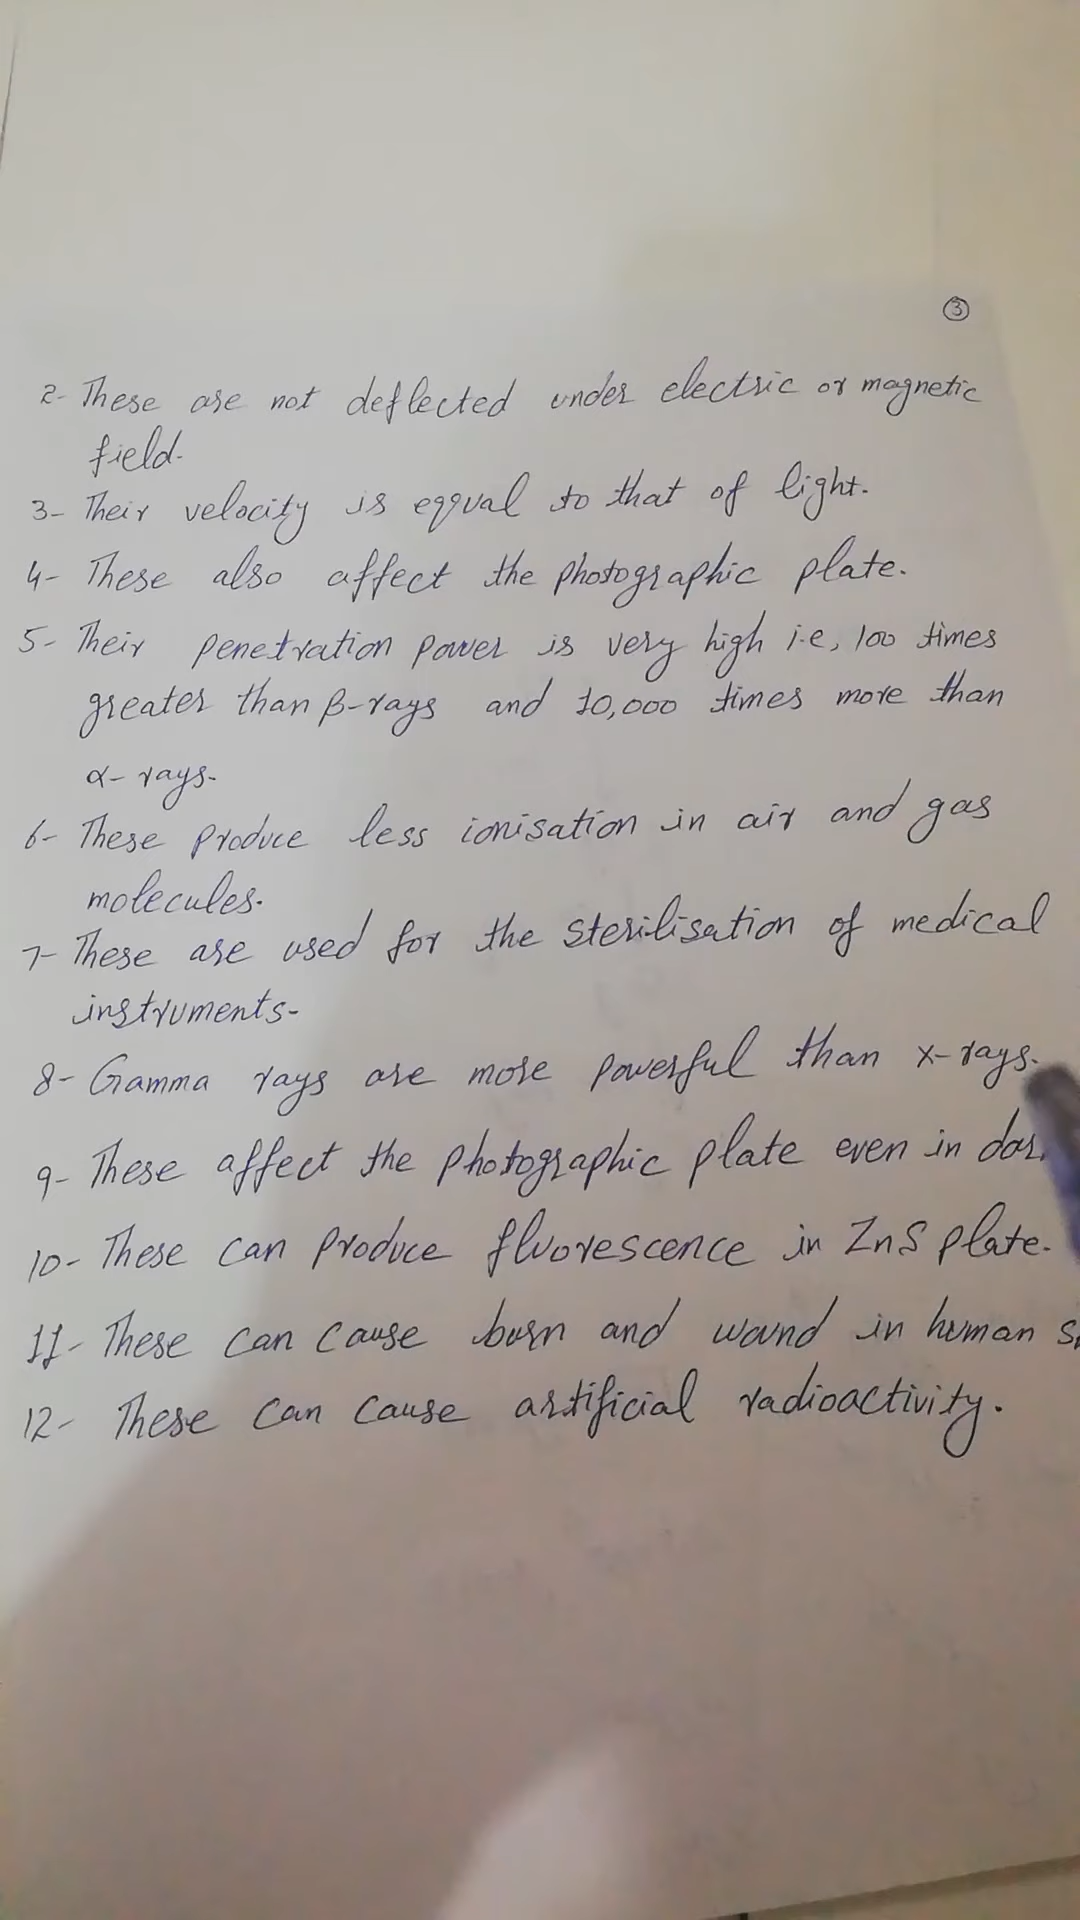 3
2- These are not deflected under electric or magnetic
field.
3- Their velocity is eqqual to that of light.
4- These also affect the photographic plate.
5- Their penetration power is very high i.e, 100 times
greater than β-rays and 10,000 times more than
α- rays.
6- These produce less ionisation in air and gas
molecules.
7- These are used for the sterilisation of medical
instruments-
8- Gamma rays are more powerful than x-rays.
9- These affect the photographic plate even in
10- These can produce fluorescence in ZnS plate.
11- These can cause burn and wound in human
12- These can cause artificial radioactivity.